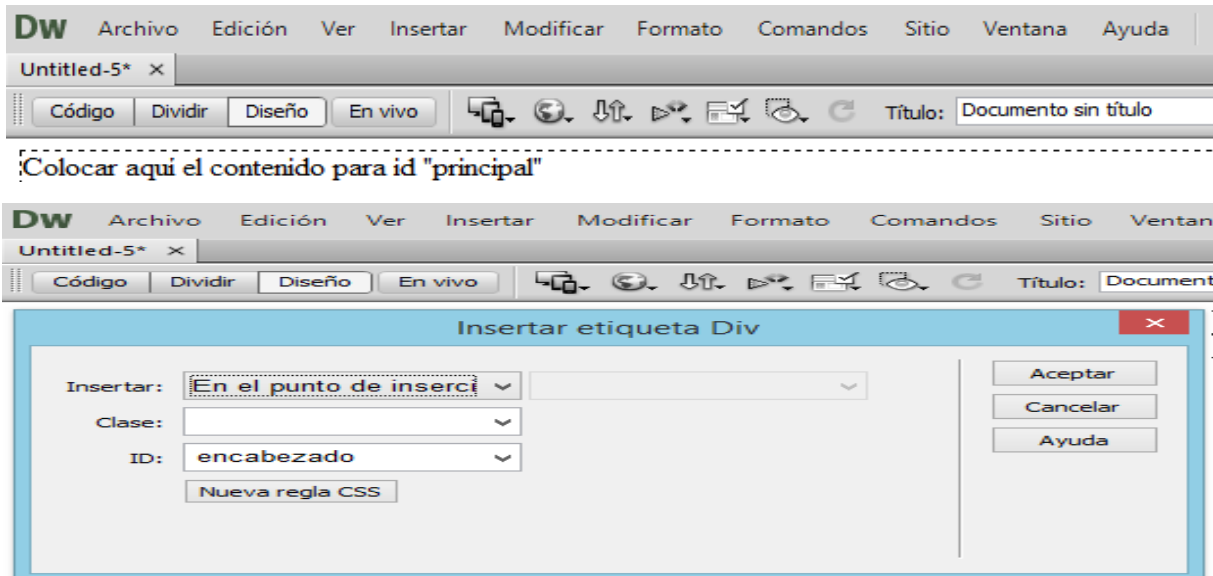 Dw Archivo Edición Ver Insertar Modificar Formato Comandos Sitio Ventana Ayuda
Untitled-5* ×
Código Dividir Diseño En vivo Título: Documento sin título
Colocar aquí el contenido para id "principal"
Dw Archivo Edición Ver Insertar Modificar Formato Comandos Sitio Ventan
Untitled-5* ×
Código Dividir Diseño En vivo Título: Document
Insertar etiqueta Div
Insertar: En el punto de inserci Aceptar
Clase: Cancelar
ID: encabezado Ayuda
Nueva regla CSS